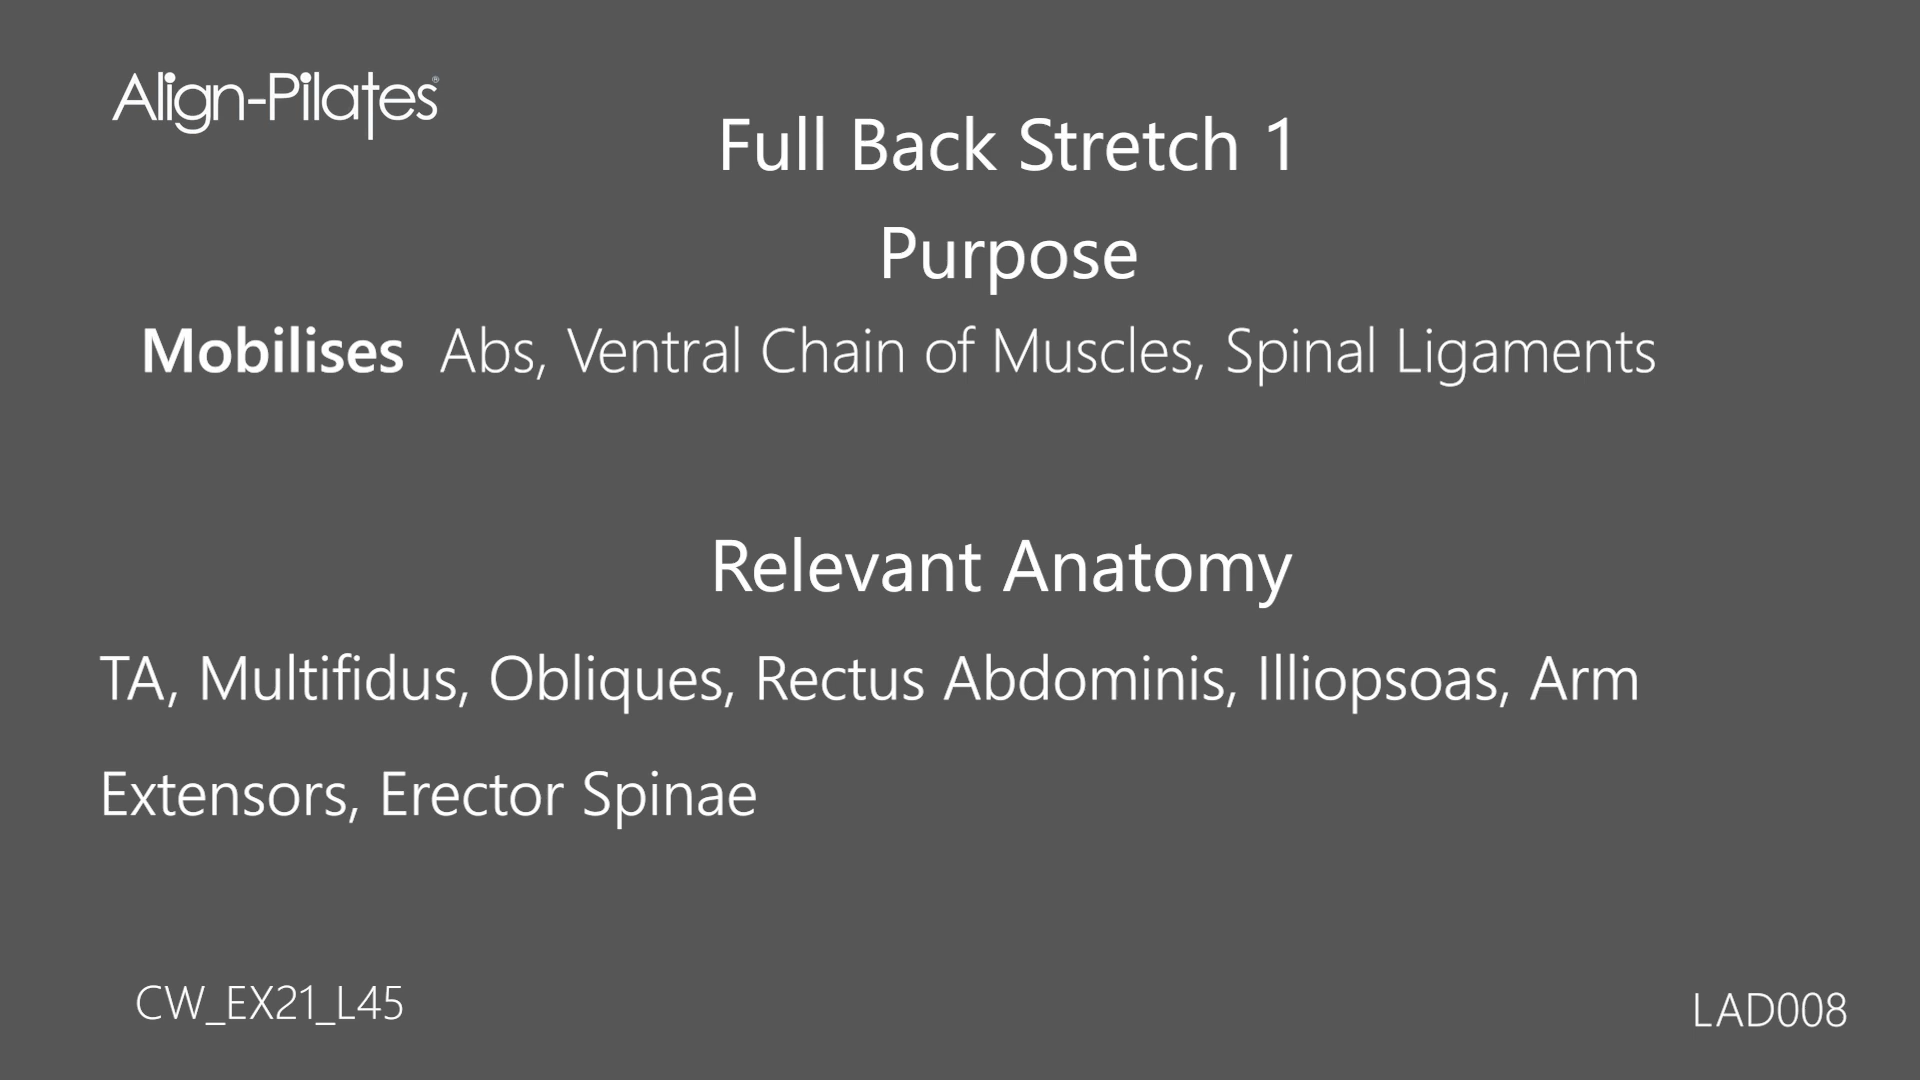 Align-Pilates®
Full Back Stretch 1
Purpose
Mobilises Abs, Ventral Chain of Muscles, Spinal Ligaments
Relevant Anatomy
TA, Multifidus, Obliques, Rectus Abdominis, Illiopsoas, Arm
Extensors, Erector Spinae
CW_EX21_L45
LAD008